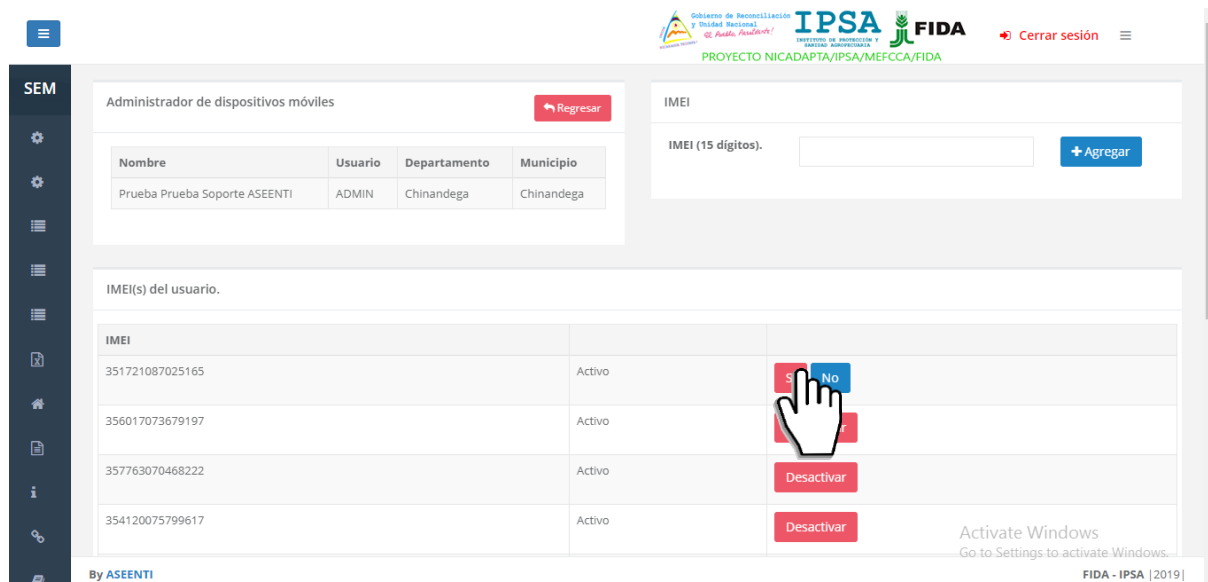 Gobierno de Reconciliación
y Unidad Nacional
El Pueblo, Presidente!
IPSA
INSTITUTO DE PROTECCIÓN Y
SANIDAD AGROPECUARIA
FIDA
PROYECTO NICADAPTA/IPSA/MEFCCA/FIDA
Cerrar sesión
SEM
Administrador de dispositivos móviles
Regresar
Nombre Usuario Departamento Municipio
Prueba Prueba Soporte ASEENTI ADMIN Chinandega Chinandega
IMEI
IMEI (15 dígitos).
Agregar
IMEI(s) del usuario.
IMEI
351721087025165 Activo No
356017073679197 Activo
357763070468222 Activo Desactivar
354120075799617 Activo Desactivar
Activate Windows
Go to Settings to activate Windows.
By ASEENTI
FIDA - IPSA |2019|